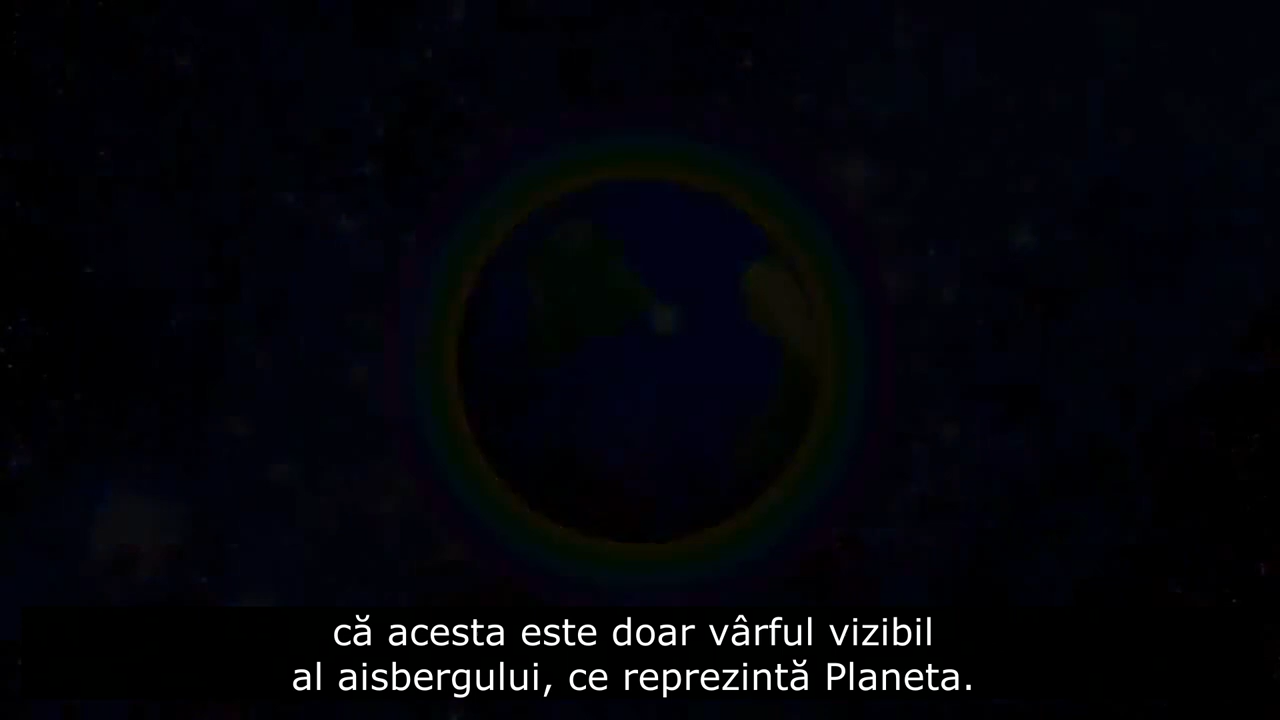 că acesta este doar vârful vizibil
al aisbergului, ce reprezintă Planeta.